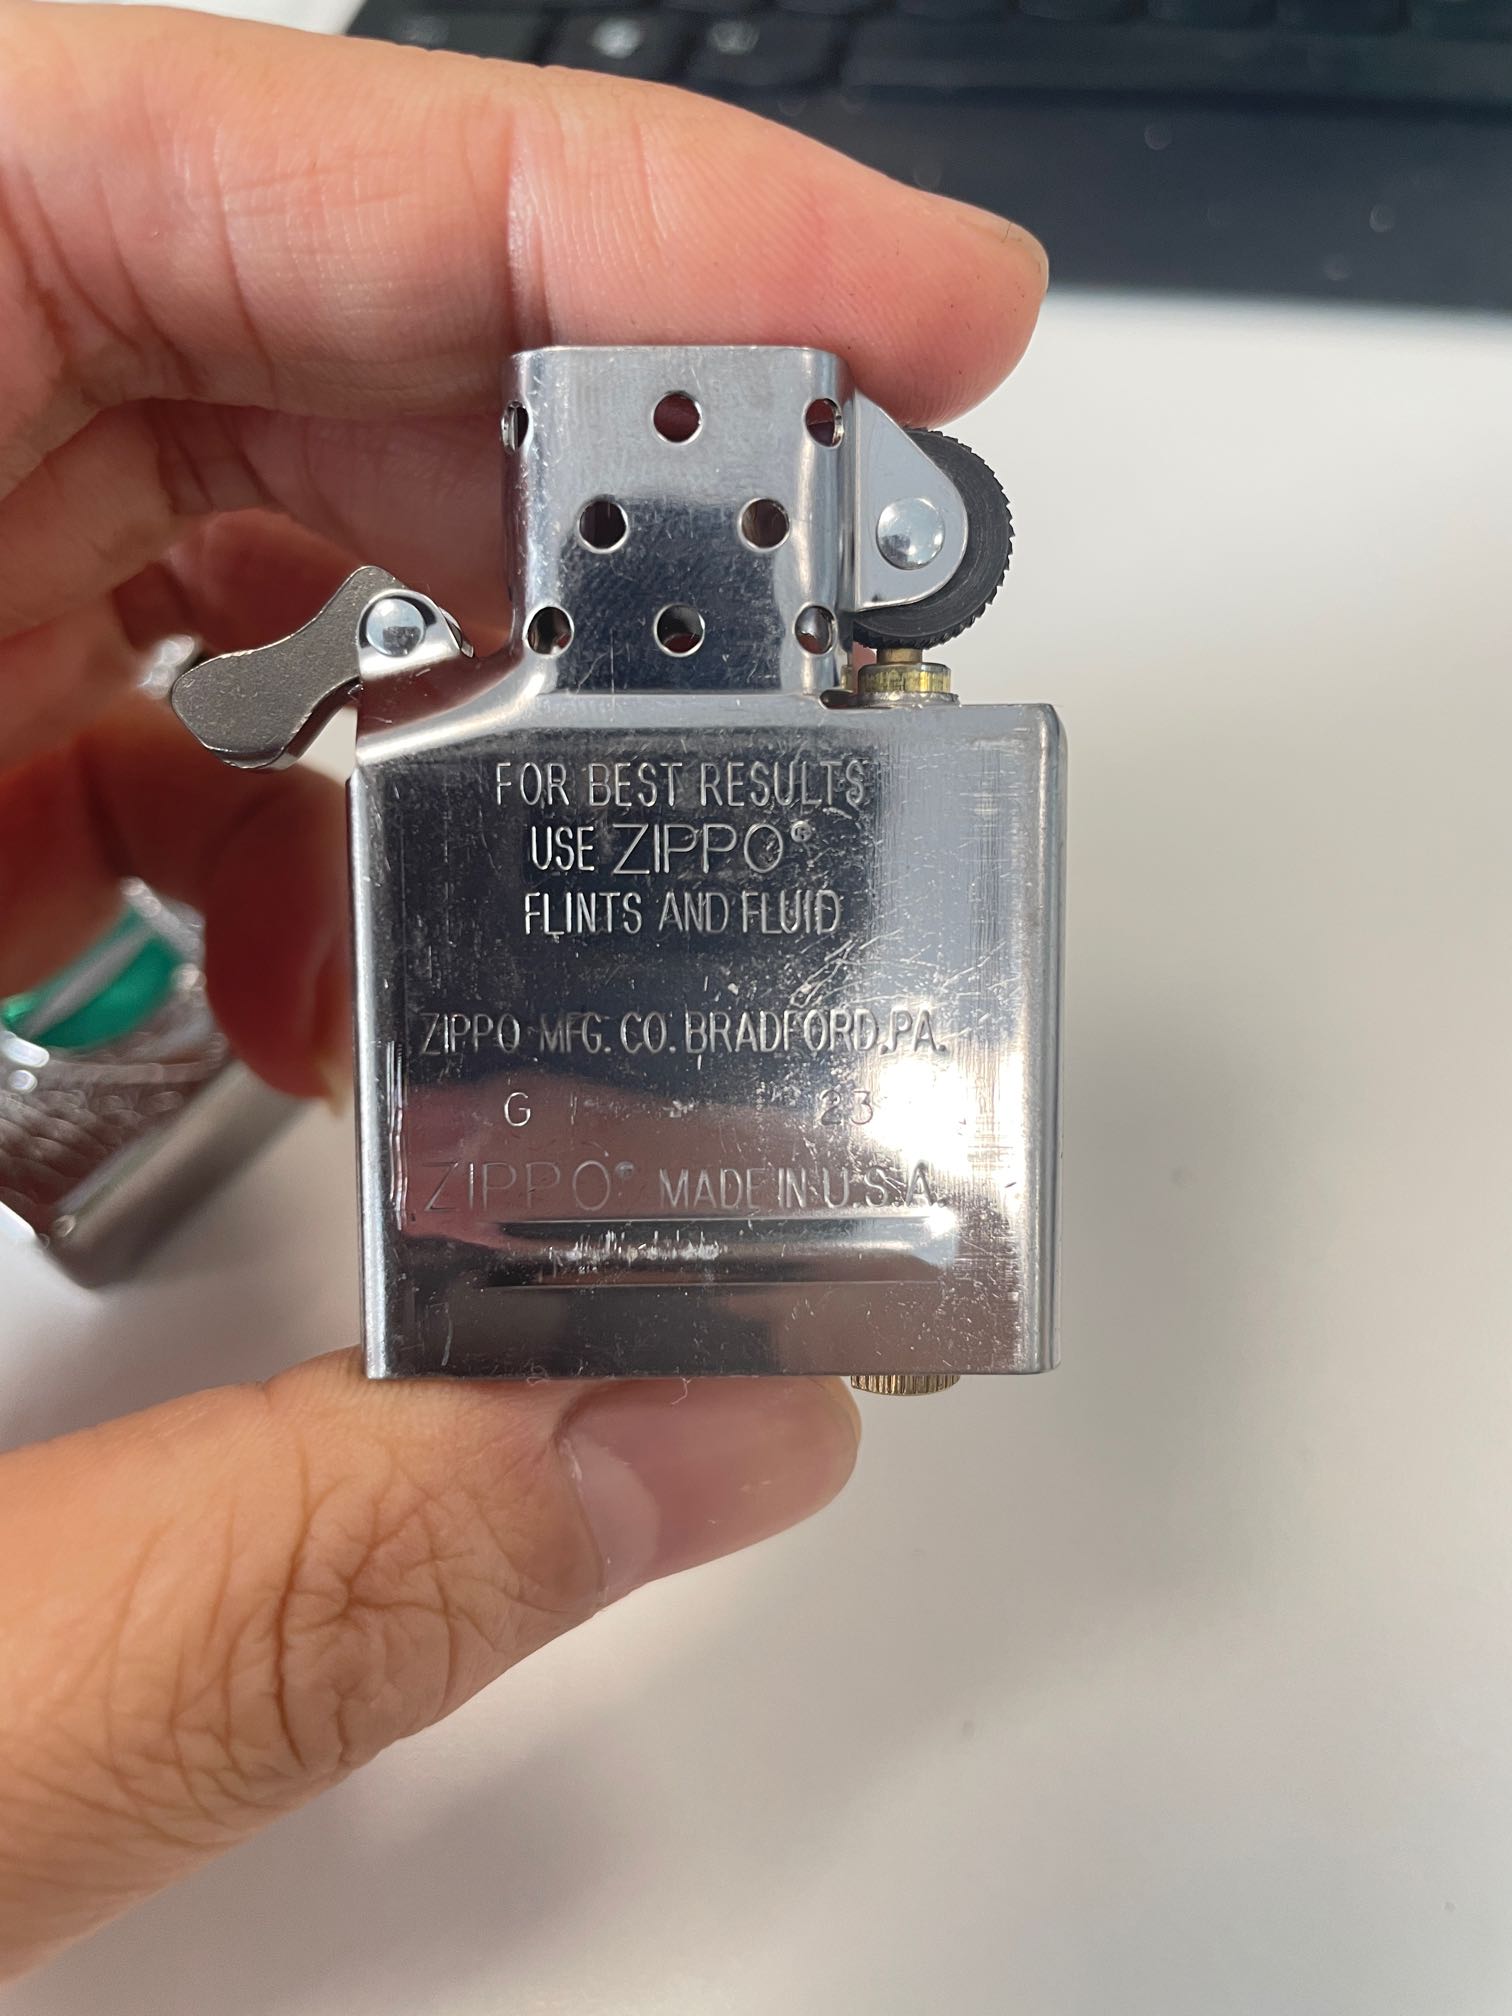 FOR BEST RESULTS
USE ZIPPO®
FLINTS AND FLUID
ZIPPO MFG. CO. BRADFORD, PA.
G 23
ZIPPO® MADE IN U.S.A.